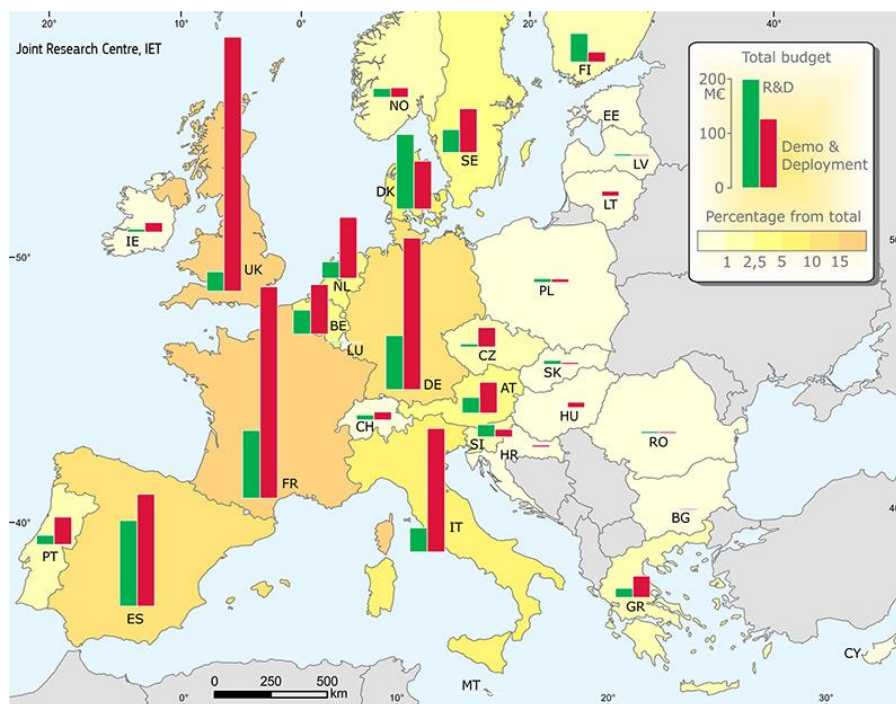 20°
10°
0°
40°
Joint Research Centre, IET
FI
NO
SE
EE
LV
LT
DK
IE
UK
NL
BE
LU
DE
PL
CZ
SK
AT
HU
CH
SI
HR
RO
FR
IT
BG
PT
ES
GR
CY
MT
Total budget
200
M€
R&D
100
Demo &
Deployment
0
Percentage from total
1 2,5 5 10 15
50°
40°
0 250 500
km
0°
10°
20°
30°